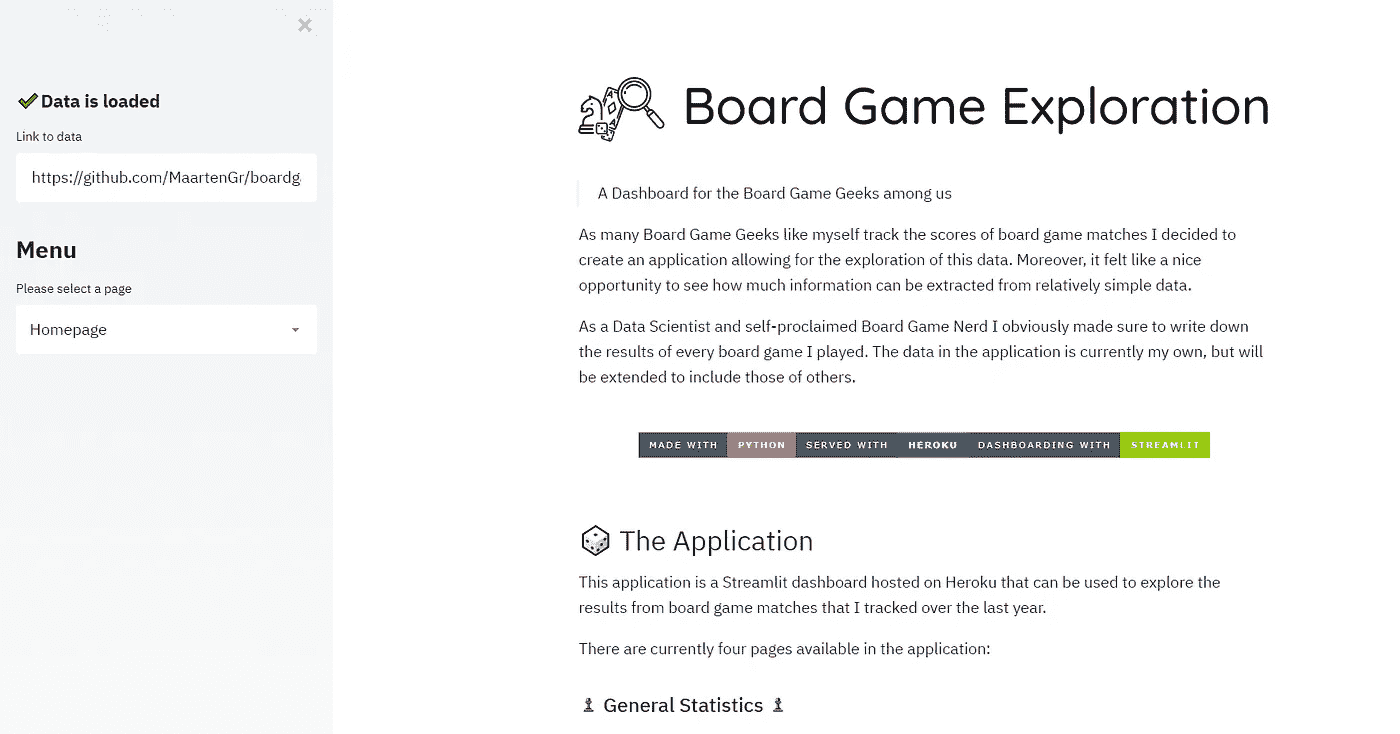 Data is loaded
Link to data
https://github.com/MaartenGr/boardg
Menu
Please select a page
Homepage
Board Game Exploration
A Dashboard for the Board Game Geeks among us
As many Board Game Geeks like myself track the scores of board game matches I decided to
create an application allowing for the exploration of this data. Moreover, it felt like a nice
opportunity to see how much information can be extracted from relatively simple data.
As a Data Scientist and self-proclaimed Board Game Nerd I obviously made sure to write down
the results of every board game I played. The data in the application is currently my own, but will
be extended to include those of others.
MADE WITH PYTHON SERVED WITH HEROKU DASHBOARDING WITH STREAMLIT
The Application
This application is a Streamlit dashboard hosted on Heroku that can be used to explore the
results from board game matches that I tracked over the last year.
There are currently four pages available in the application:
General Statistics